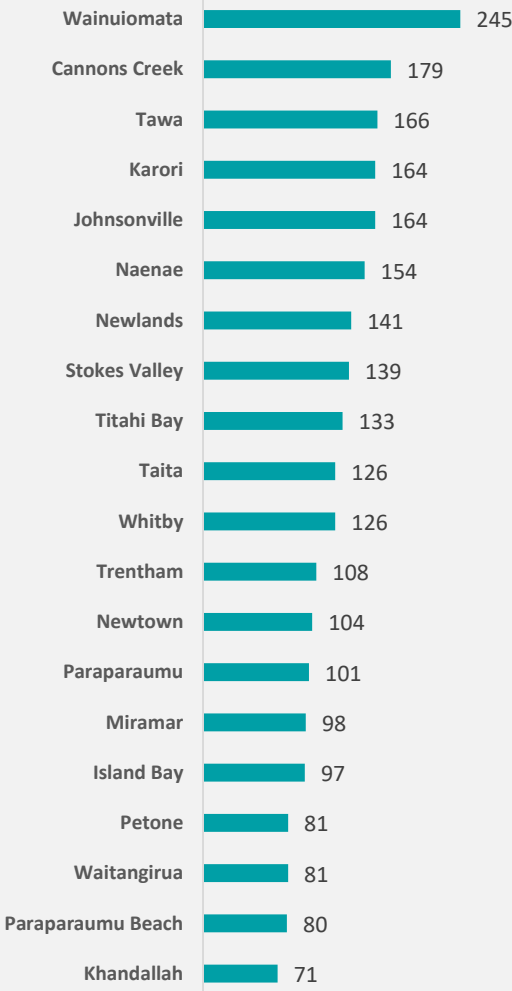 Wainuiomata 245
Cannons Creek 179
Tawa 166
Karori 164
Johnsonville 164
Naenae 154
Newlands 141
Stokes Valley 139
Titahi Bay 133
Taita 126
Whitby 126
Trentham 108
Newtown 104
Paraparaumu 101
Miramar 98
Island Bay 97
Petone 81
Waitangirua 81
Paraparaumu Beach 80
Khandallah 71